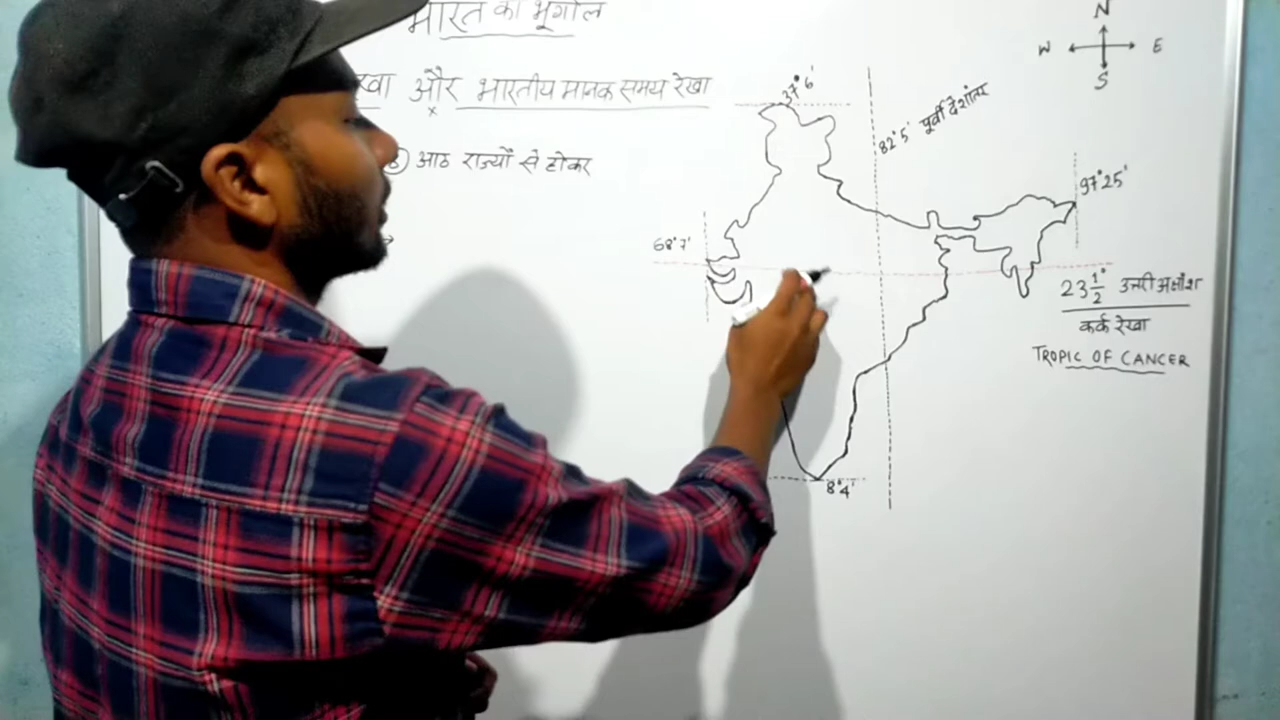 भारत का भूगोल
और भारतीय मानक समय रेखा
आठ राज्यों से होकर
N
W E
S
37°6'
82°5' पूर्वी देशांतर
97°25'
68°7'
23 1/2° उत्तरी अक्षांश
कर्क रेखा
TROPIC OF CANCER
8°4'